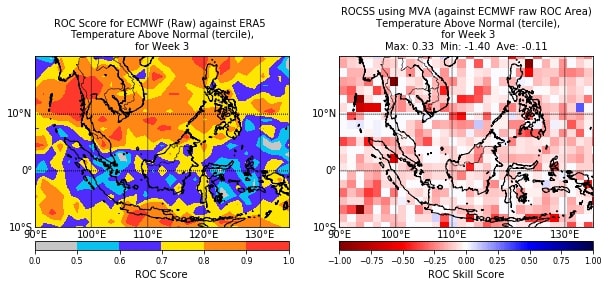 ROC Score for ECMWF (Raw) against ERA5
Temperature Above Normal (tercile),
for Week 3
10°N
0°
10°S
90°E 100°E 110°E 120°E 130°E
0.0 0.5 0.6 0.7 0.8 0.9 1.0
ROC Score
ROCSS using MVA (against ECMWF raw ROC Area)
Temperature Above Normal (tercile),
for Week 3
Max: 0.33 Min: -1.40 Ave: -0.11
10°N
0°
10°S
90°E 100°E 110°E 120°E 130°E
−1.00 −0.75 −0.50 −0.25 0.00 0.25 0.50 0.75 1.00
ROC Skill Score